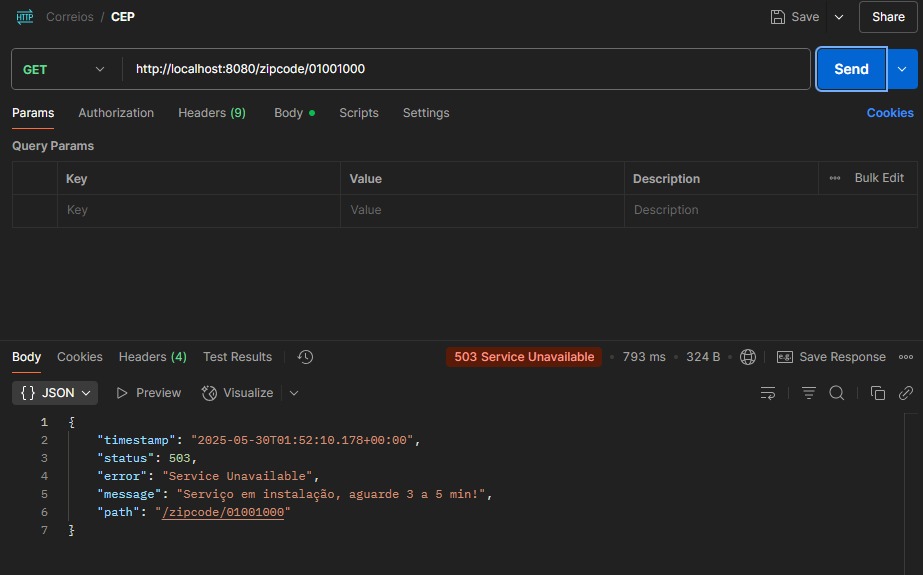 HTTP Correios / CEP Save Share
GET http://localhost:8080/zipcode/01001000 Send
Params Authorization Headers (9) Body Scripts Settings Cookies
Query Params
Key Value Description Bulk Edit
Key Value Description
Body Cookies Headers (4) Test Results 503 Service Unavailable 793 ms 324 B e.g. Save Response
{} JSON Preview Visualize
1 {
2 "timestamp": "2025-05-30T01:52:10.178+00:00",
3 "status": 503,
4 "error": "Service Unavailable",
5 "message": "Serviço em instalação, aguarde 3 a 5 min!",
6 "path": "/zipcode/01001000"
7 }